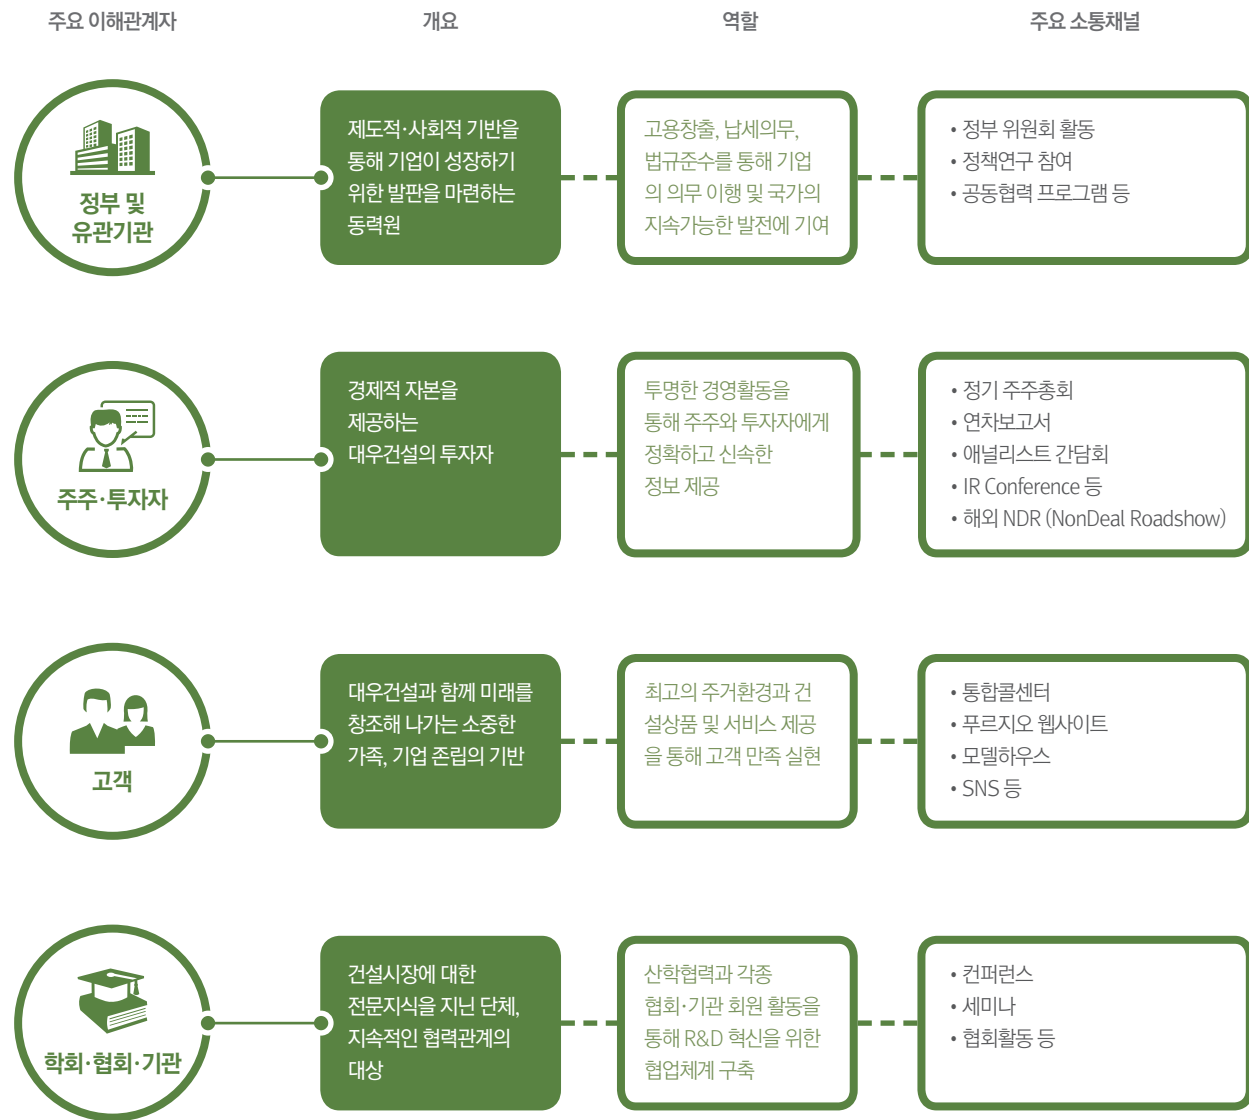 주요 이해관계자
개요
역할
주요 소통채널
정부 및
유관기관
제도적·사회적 기반을
통해 기업이 성장하기
위한 발판을 마련하는
동력원
고용창출, 납세의무,
법규준수를 통해 기업
의 의무 이행 및 국가의
지속가능한 발전에 기여
• 정부 위원회 활동
• 정책연구 참여
• 공동협력 프로그램 등
주주·투자자
경제적 자본을
제공하는
대우건설의 투자자
투명한 경영활동을
통해 주주와 투자자에게
정확하고 신속한
정보 제공
• 정기 주주총회
• 연차보고서
• 애널리스트 간담회
• IR Conference 등
• 해외 NDR (NonDeal Roadshow)
고객
대우건설과 함께 미래를
창조해 나가는 소중한
가족, 기업 존립의 기반
최고의 주거환경과 건
설상품 및 서비스 제공
을 통해 고객 만족 실현
• 통합콜센터
• 푸르지오 웹사이트
• 모델하우스
• SNS 등
학회·협회·기관
건설시장에 대한
전문지식을 지닌 단체,
지속적인 협력관계의
대상
산학협력과 각종
협회·기관 회원 활동을
통해 R&D 혁신을 위한
협업체계 구축
• 컨퍼런스
• 세미나
• 협회활동 등